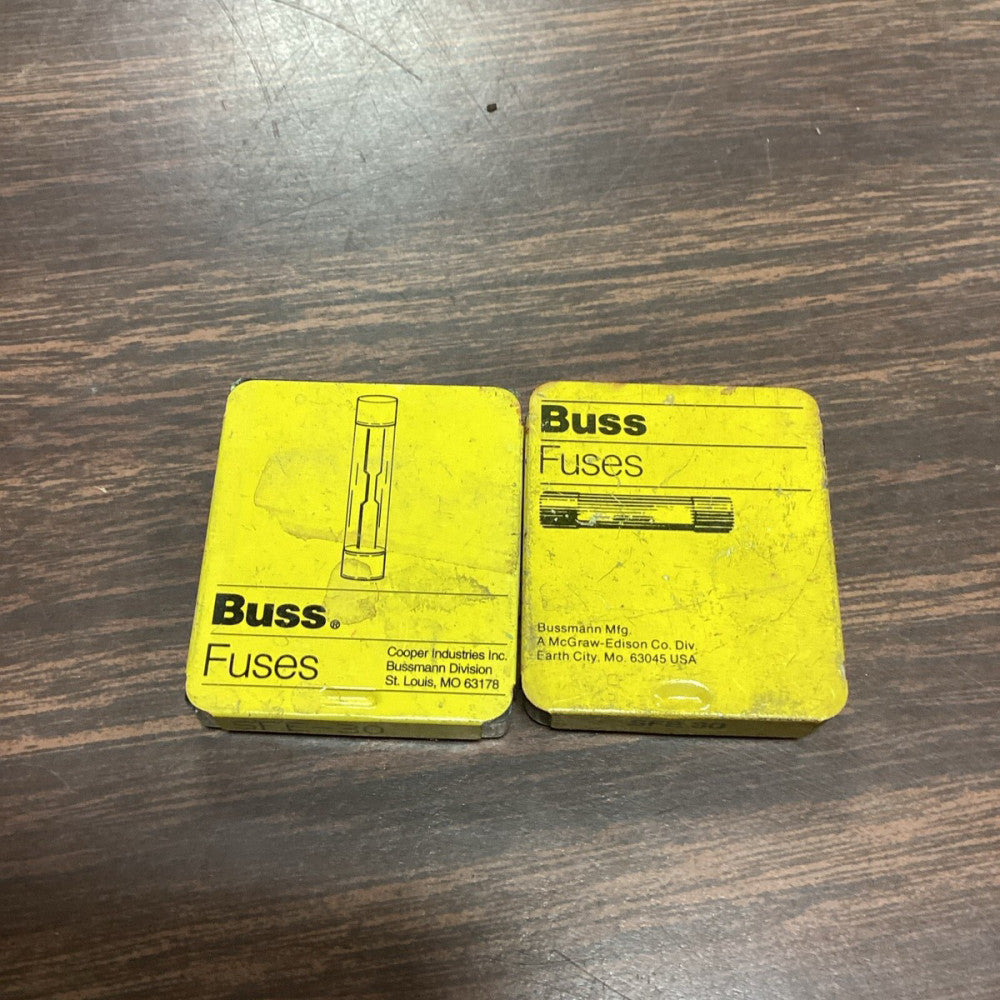 Buss®
Fuses
Cooper Industries Inc.
Bussmann Division
St. Louis, MO 63178
Buss
Fuses
Bussmann Mfg.
A McGraw-Edison Co. Div.
Earth City, Mo. 63045 USA
30